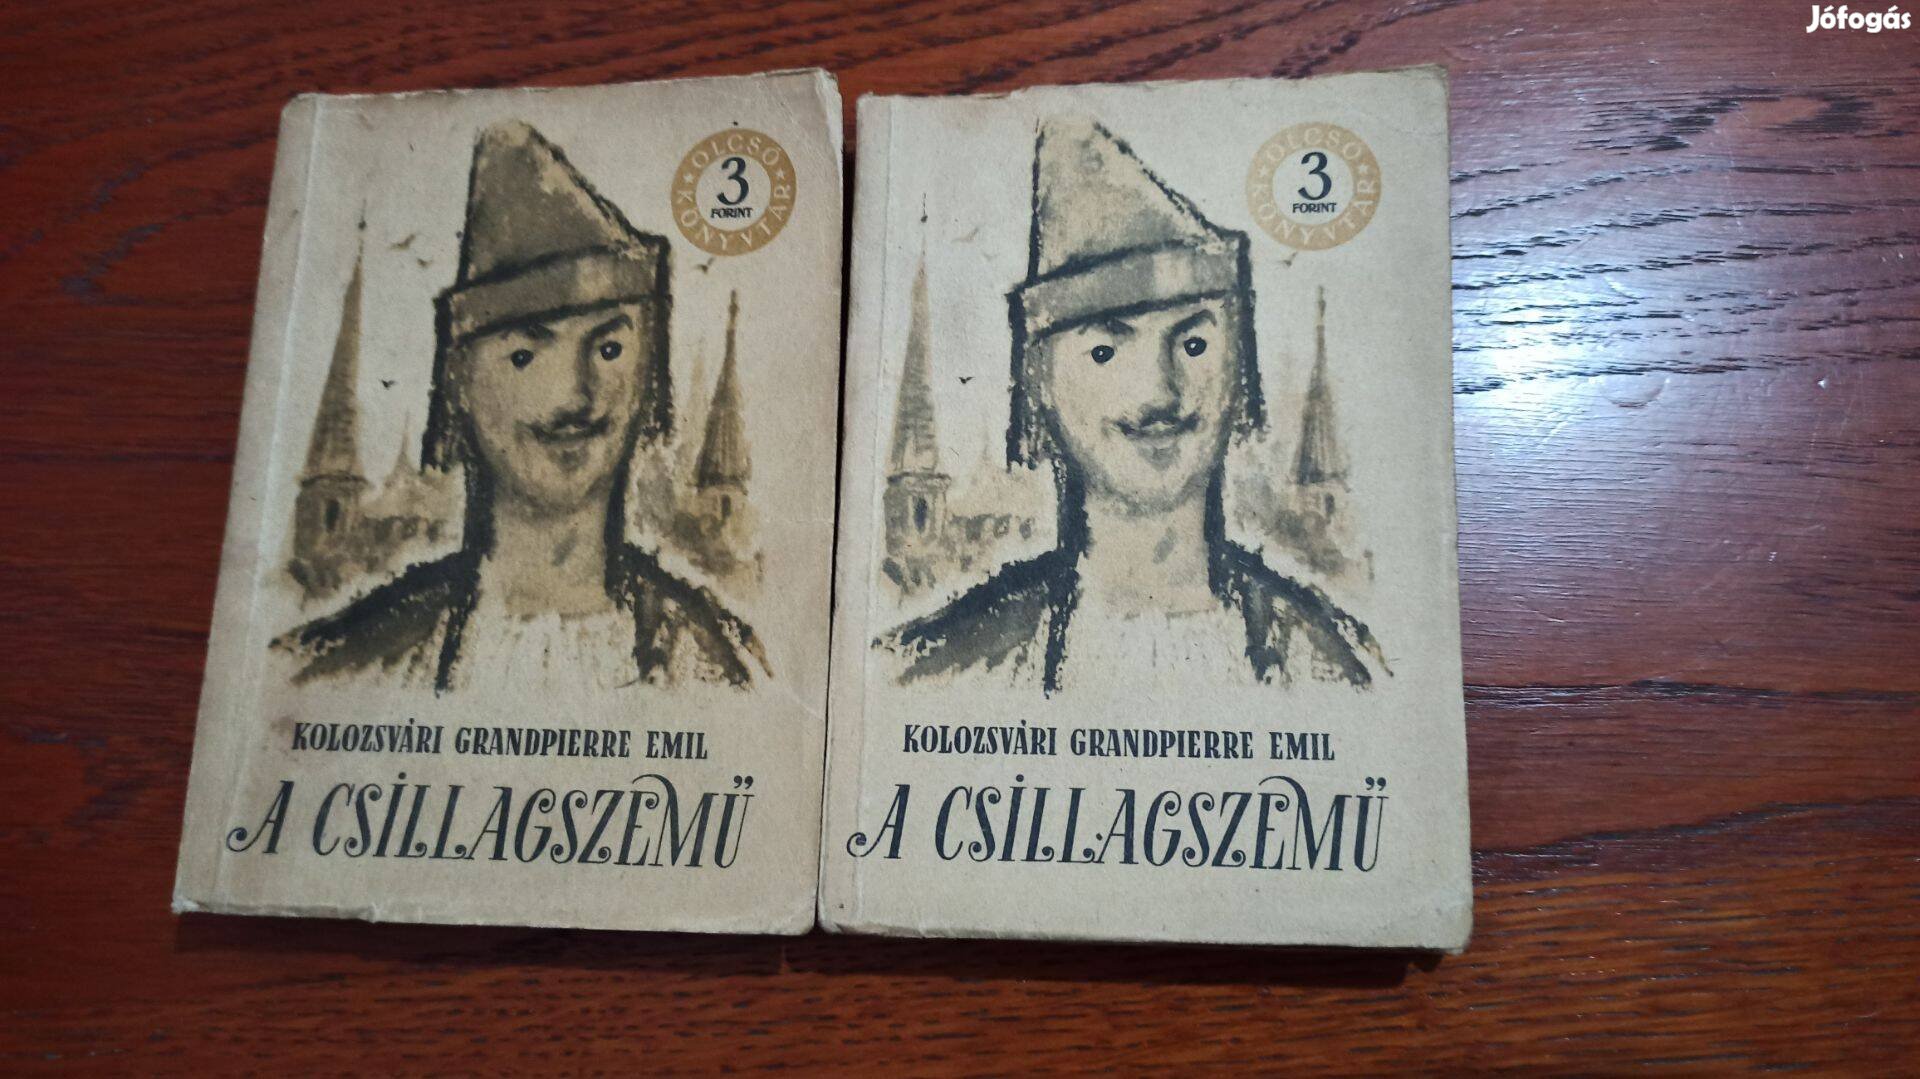 Jófogás
OLCSÓ
3
FORINT
KÖNYVTÁR
KOLOZSVÁRI GRANDPIERRE EMIL
A CSILLAGSZEMŰ
OLCSÓ
3
FORINT
KÖNYVTÁR
KOLOZSVÁRI GRANDPIERRE EMIL
A CSILLAGSZEMŰ